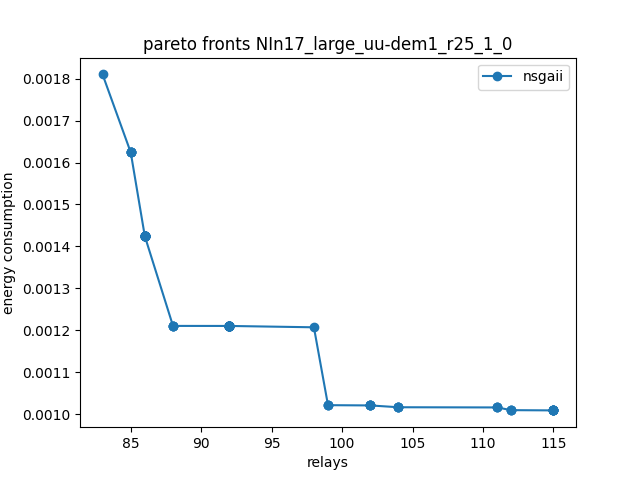 pareto fronts NIn17_large_uu-dem1_r25_1_0
nsgaii
0.0018
0.0017
0.0016
0.0015
0.0014
0.0013
0.0012
0.0011
0.0010
energy consumption
85 90 95 100 105 110 115
relays